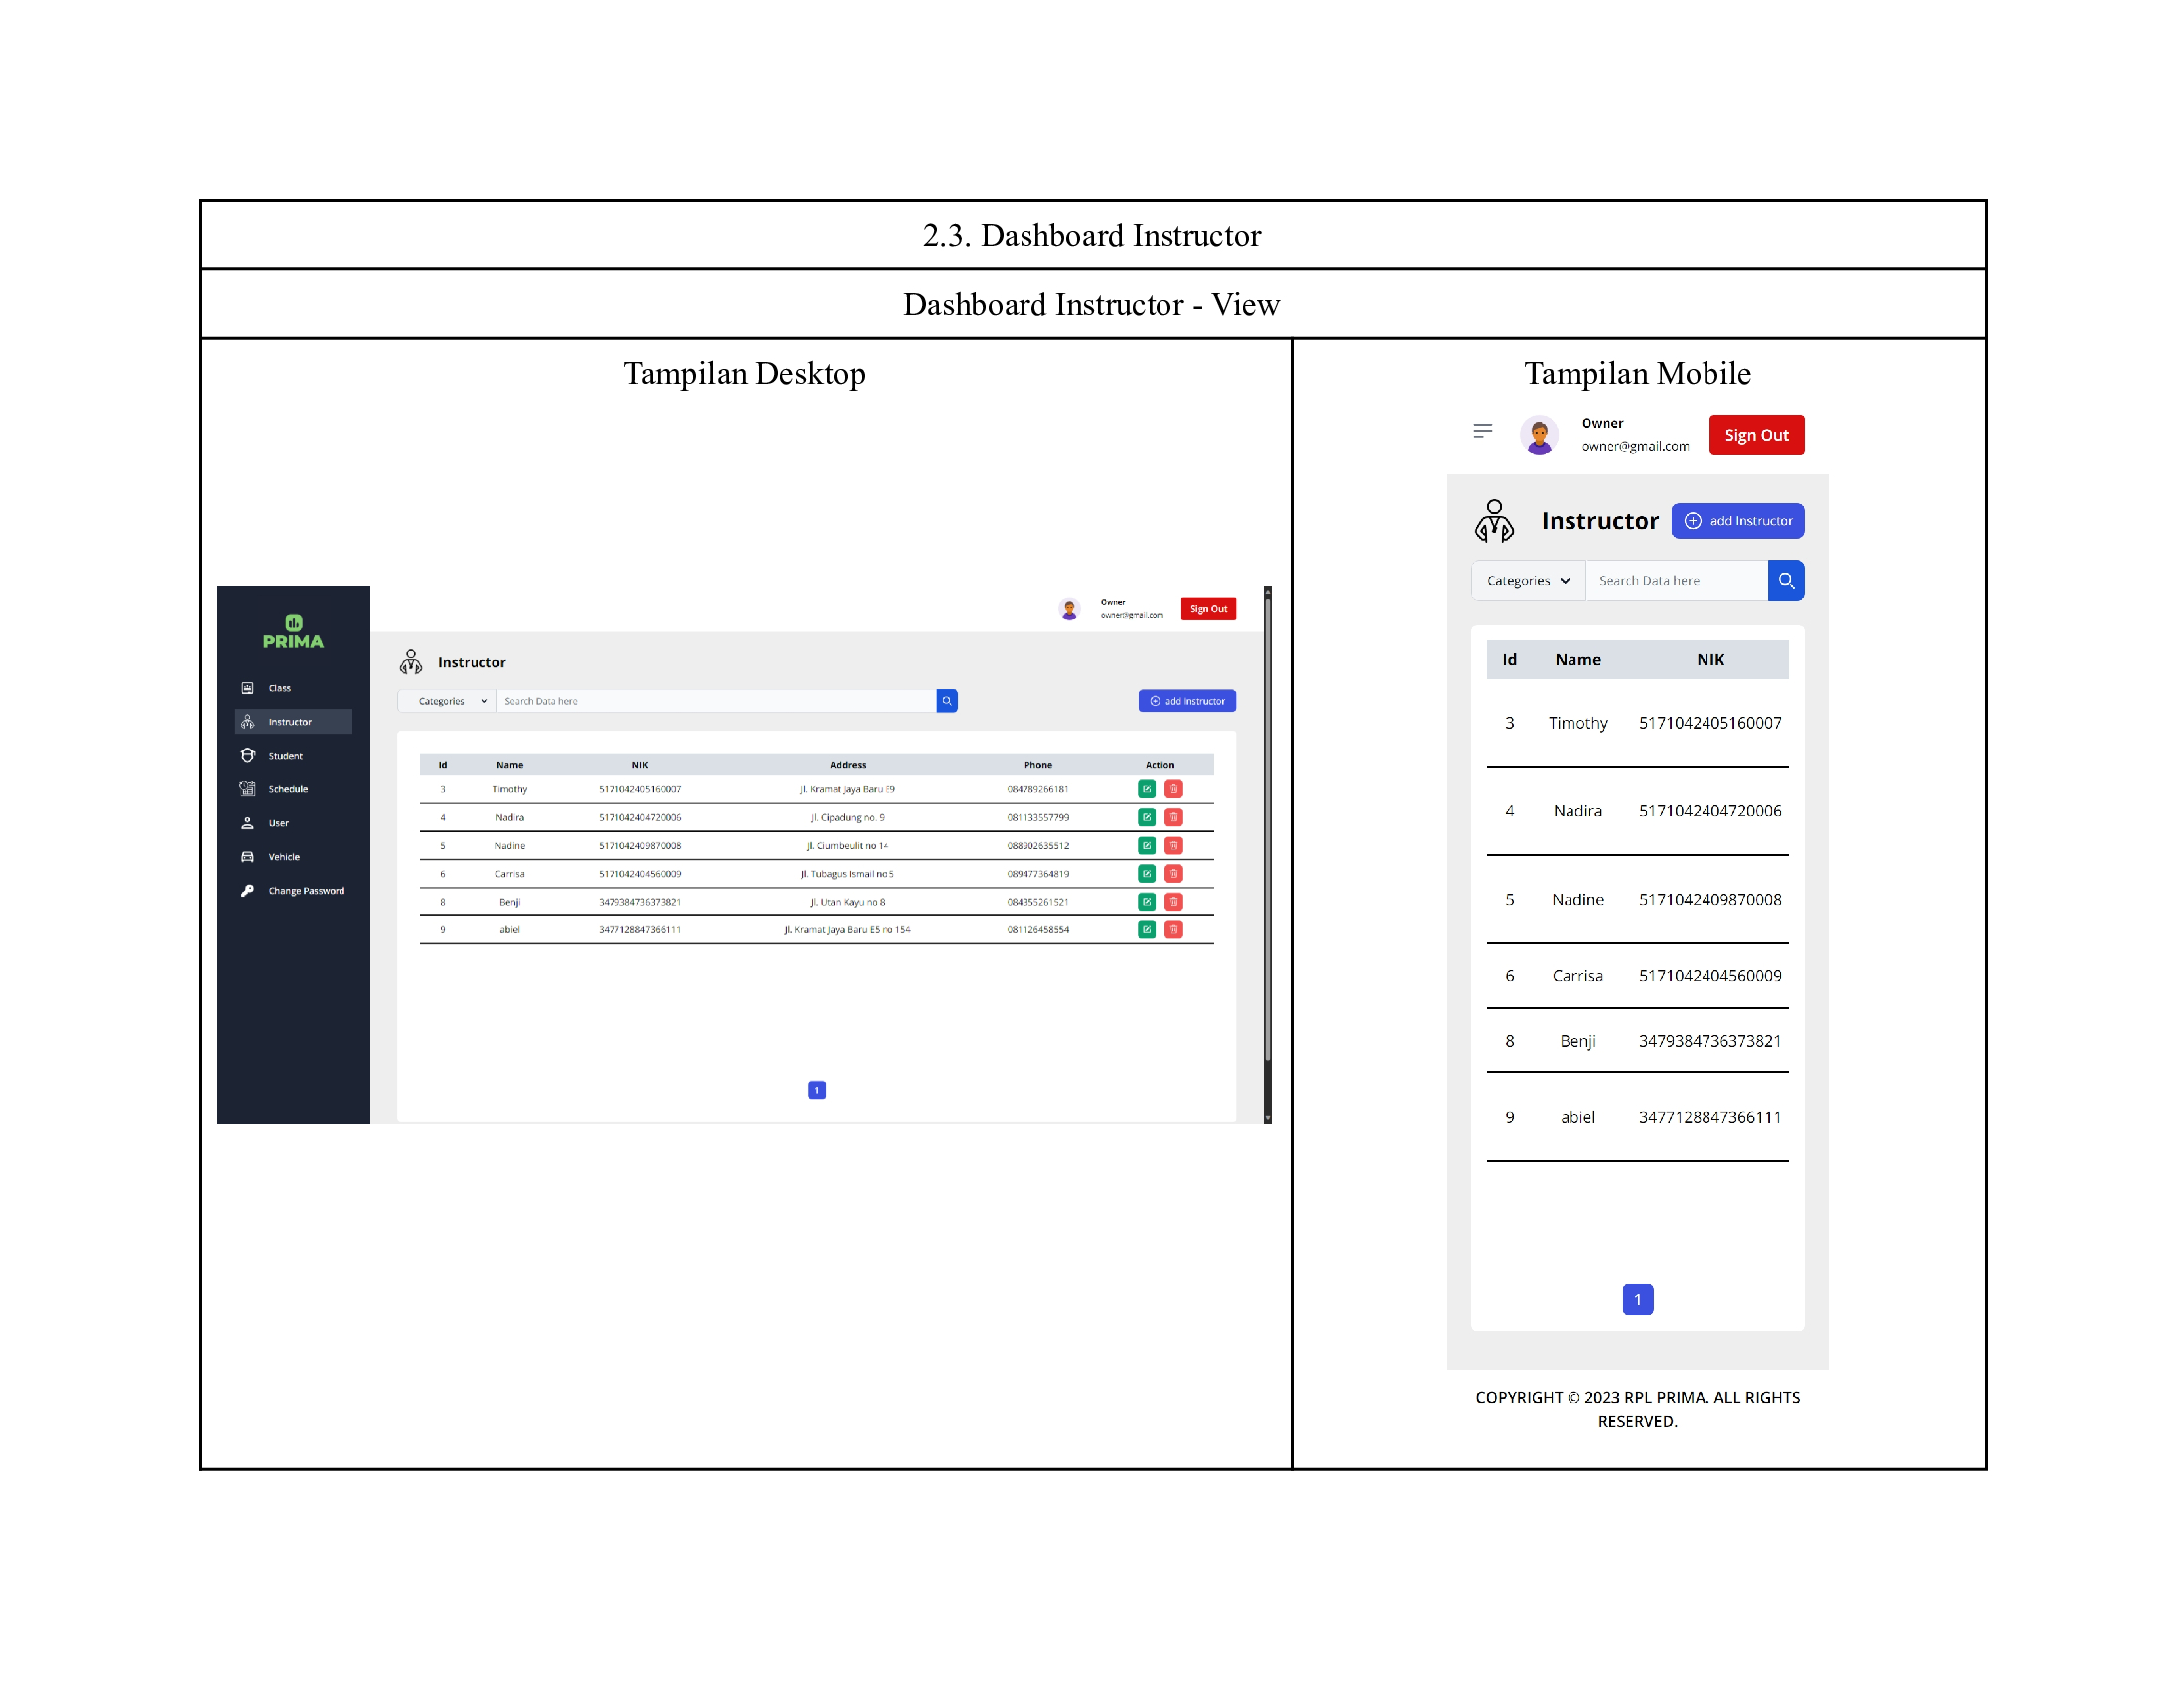 2.3. Dashboard Instructor
Dashboard Instructor - View
Tampilan Desktop
PRIMA
Class
Instructor
Student
Schedule
User
Vehicle
Change Password
Owner
owner@gmail.com
Sign Out
Instructor
Categories Search Data here
add Instructor
Id Name NIK Address Phone Action
3 Timothy 5171042405160007 Jl. Kramat Jaya Baru E9 084789266181
4 Nadira 5171042404720006 Jl. Cipadung no. 9 081133557799
5 Nadine 5171042409870008 Jl. Ciumbeulit no 14 088902635512
6 Carrisa 5171042404560009 Jl. Tubagus Ismail no 5 089477364819
8 Benji 3479384736373821 Jl. Utan Kayu no 8 084355261521
9 abiel 3477128847366111 Jl. Kramat Jaya Baru E5 no 154 081126458554
1
Tampilan Mobile
Owner
owner@gmail.com
Sign Out
Instructor
add Instructor
Categories Search Data here
Id Name NIK
3 Timothy 5171042405160007
4 Nadira 5171042404720006
5 Nadine 5171042409870008
6 Carrisa 5171042404560009
8 Benji 3479384736373821
9 abiel 3477128847366111
1
COPYRIGHT © 2023 RPL PRIMA. ALL RIGHTS
RESERVED.